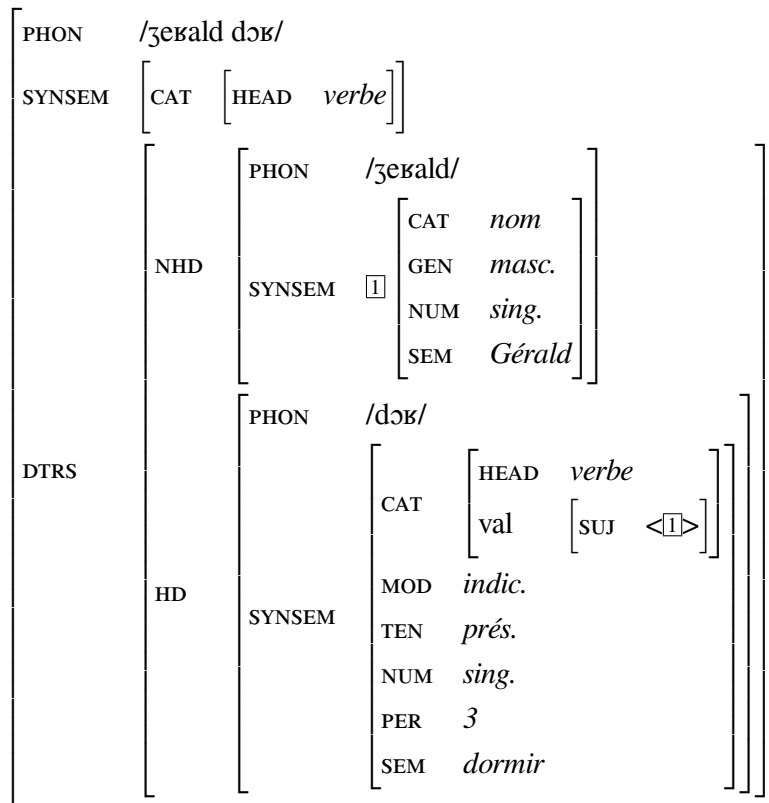 PHON /ʒeʁald dɔʁ/
SYNSEM CAT HEAD verbe
PHON /ʒeʁald/
CAT nom
NHD GEN masc.
SYNSEM 1
NUM sing.
SEM Gérald
PHON /dɔʁ/
DTRS HEAD verbe
CAT
val SUJ <1>
MOD indic.
HD
SYNSEM TEN prés.
NUM sing.
PER 3
SEM dormir